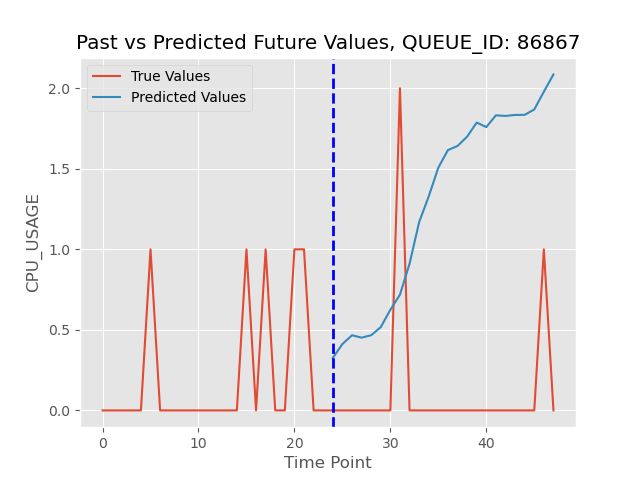 Past vs Predicted Future Values, QUEUE_ID: 86867
True Values
Predicted Values
CPU_USAGE
2.0
1.5
1.0
0.5
0.0
0 10 20 30 40
Time Point